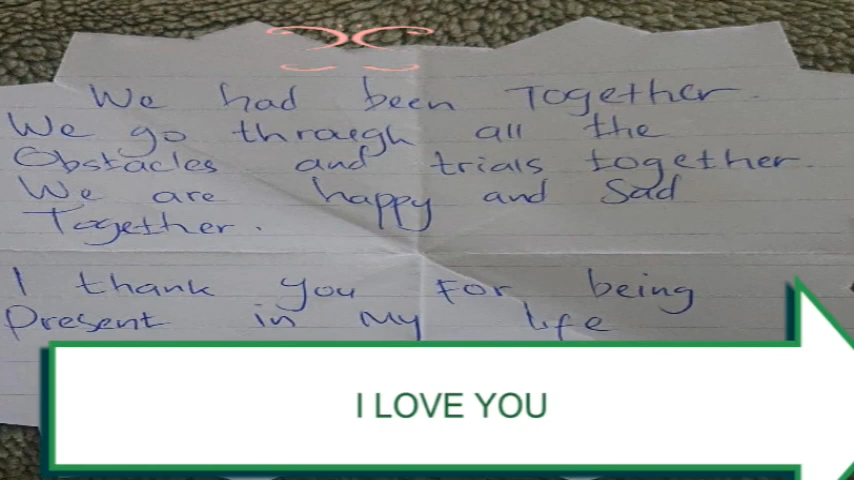 We had been Together.
We go through all the
Obstacles and trials together.
We are happy and Sad
Together.
I thank you For being
Present in My life
I LOVE YOU